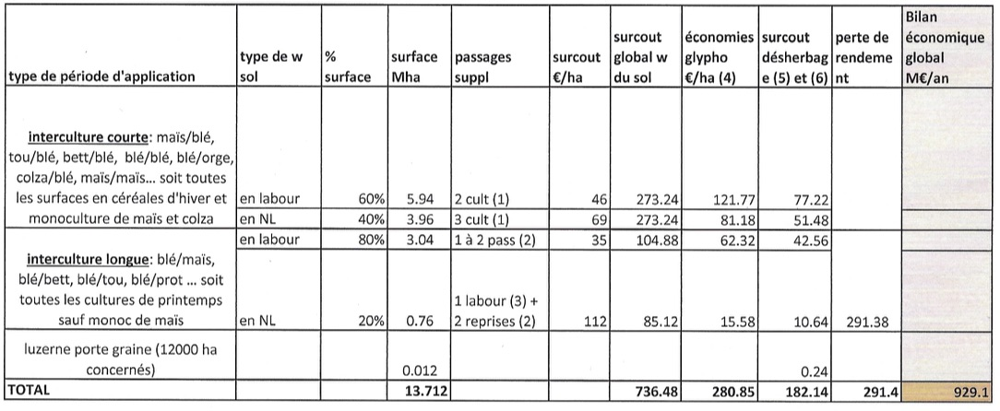 type de période d'application | type de w sol | % surface | surface Mha | passages suppl | surcout €/ha | surcout global w du sol | économies glypho €/ha (4) | surcout désherbag e (5) et (6) | perte de rendeme nt | Bilan économique global M€/an
interculture courte: maïs/blé,
tou/blé, bett/blé, blé/blé, blé/orge,
colza/blé, maïs/maïs... soit toutes
les surfaces en céréales d'hiver et | en labour | 60% | 5.94 | 2 cult (1) | 46 | 273.24 | 121.77 | 77.22
monoculture de maïs et colza | en NL | 40% | 3.96 | 3 cult (1) | 69 | 273.24 | 81.18 | 51.48
en labour | 80% | 3.04 | 1 à 2 pass (2) | 35 | 104.88 | 62.32 | 42.56
interculture longue: blé/maïs,
blé/bett, blé/tou, blé/prot ... soit
toutes les cultures de printemps | 1 labour (3) +
sauf monoc de maïs | en NL | 20% | 0.76 | 2 reprises (2) | 112 | 85.12 | 15.58 | 10.64 | 291.38
luzerne porte graine (12000 ha
concernés) | 0.012 | 0.24
TOTAL | 13.712 | 736.48 | 280.85 | 182.14 | 291.4 | 929.1